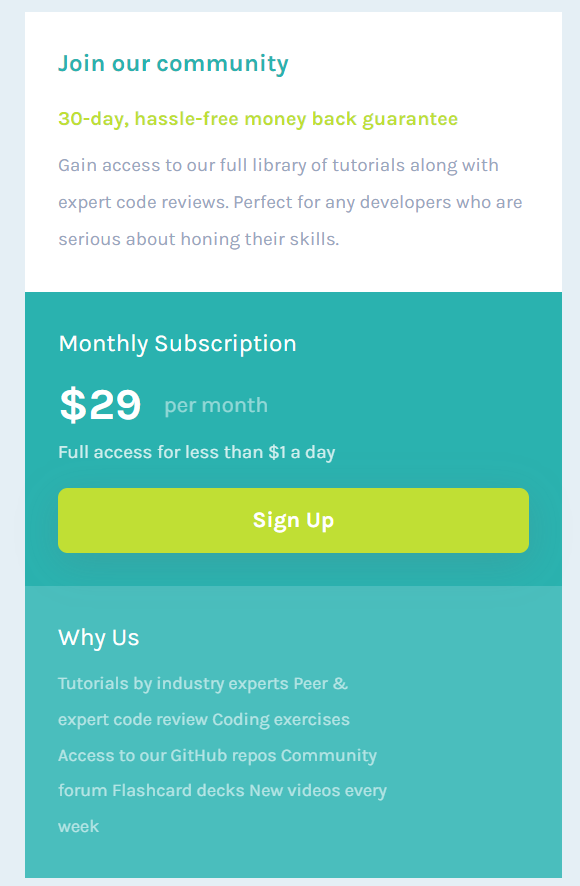 Join our community
30-day, hassle-free money back guarantee
Gain access to our full library of tutorials along with
expert code reviews. Perfect for any developers who are
serious about honing their skills.
Monthly Subscription
$29 per month
Full access for less than $1 a day
Sign Up
Why Us
Tutorials by industry experts Peer &
expert code review Coding exercises
Access to our GitHub repos Community
forum Flashcard decks New videos every
week